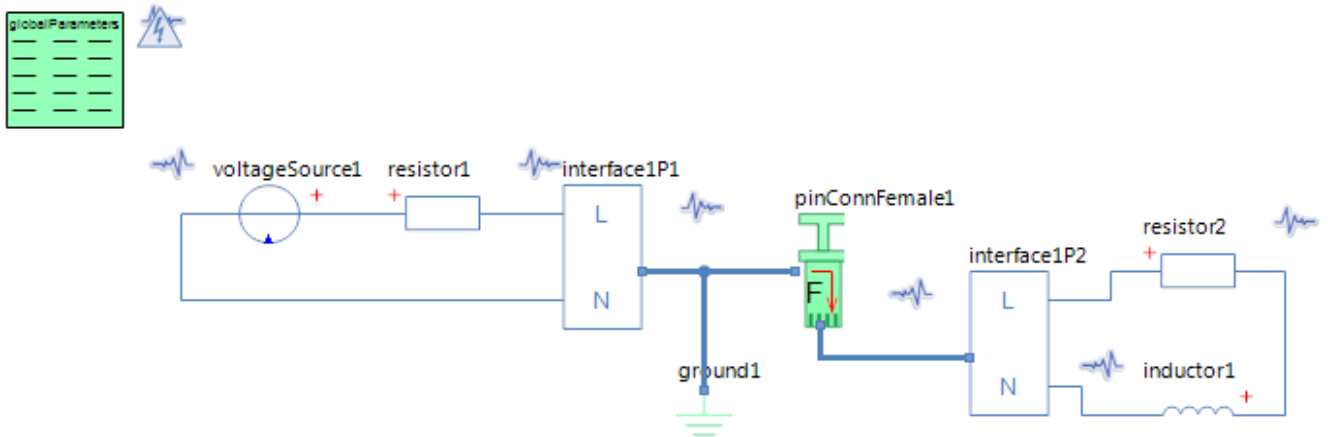 globalParameters
voltageSource1
resistor1
interface1P1
L
N
ground1
pinConnFemale1
F
interface1P2
L
N
resistor2
inductor1